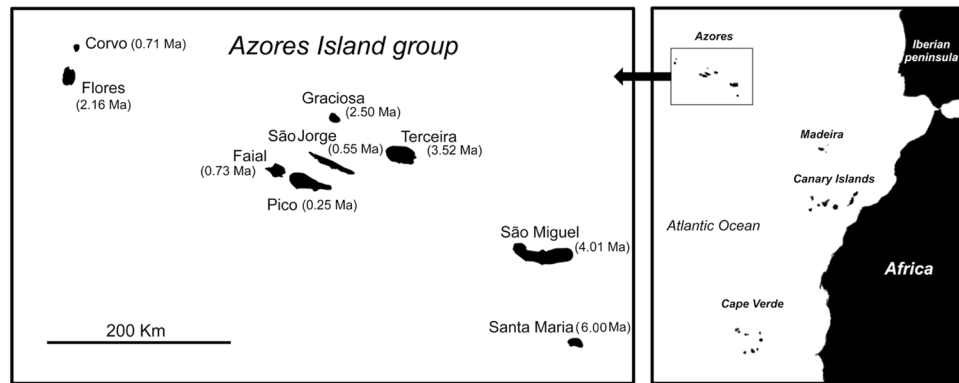 Azores Island group
Corvo (0.71 Ma)
Flores
(2.16 Ma)
Graciosa
(2.50 Ma)
São Jorge
(0.55 Ma)
Terceira
(3.52 Ma)
Faial
(0.73 Ma)
Pico (0.25 Ma)
São Miguel
(4.01 Ma)
Santa Maria (6.00 Ma)
200 Km
Azores
Iberian
peninsula
Madeira
Canary Islands
Atlantic Ocean
Africa
Cape Verde